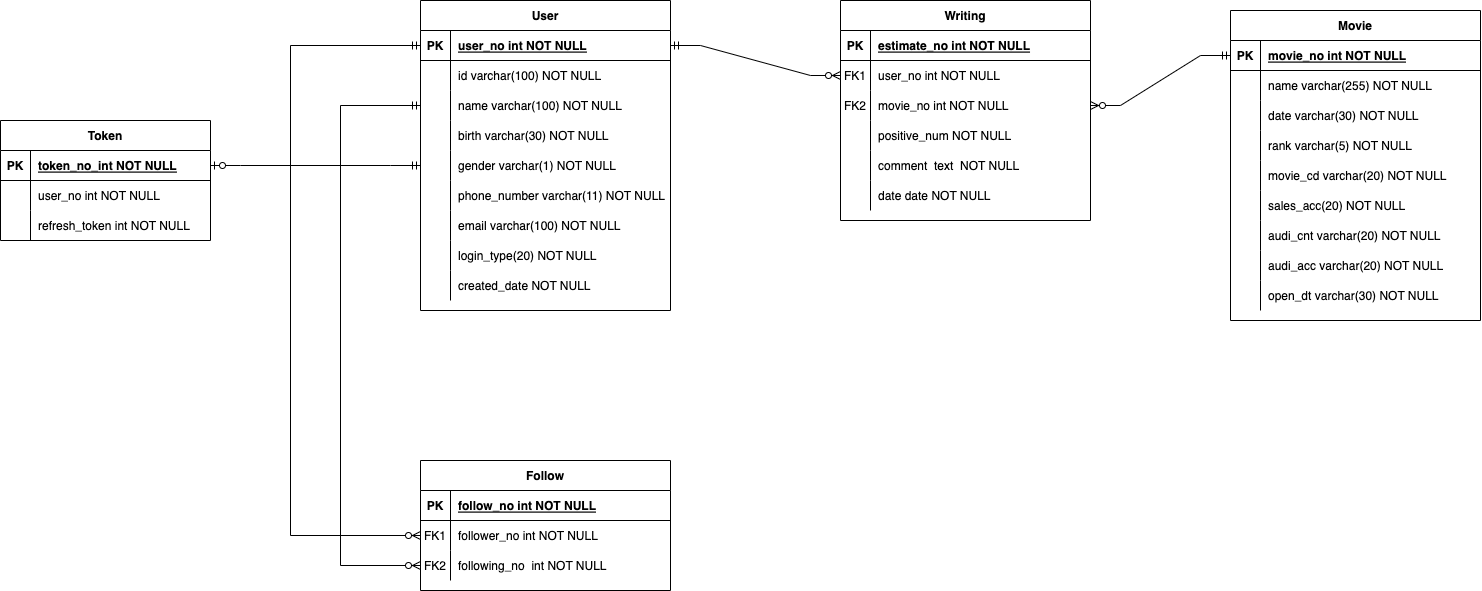 User
PK user_no int NOT NULL
id varchar(100) NOT NULL
name varchar(100) NOT NULL
birth varchar(30) NOT NULL
gender varchar(1) NOT NULL
phone_number varchar(11) NOT NULL
email varchar(100) NOT NULL
login_type(20) NOT NULL
created_date NOT NULL
Writing
PK estimate_no int NOT NULL
FK1 user_no int NOT NULL
FK2 movie_no int NOT NULL
positive_num NOT NULL
comment text NOT NULL
date date NOT NULL
Movie
PK movie_no int NOT NULL
name varchar(255) NOT NULL
date varchar(30) NOT NULL
rank varchar(5) NOT NULL
movie_cd varchar(20) NOT NULL
sales_acc(20) NOT NULL
audi_cnt varchar(20) NOT NULL
audi_acc varchar(20) NOT NULL
open_dt varchar(30) NOT NULL
Token
PK token_no_int NOT NULL
user_no int NOT NULL
refresh_token int NOT NULL
Follow
PK follow_no int NOT NULL
FK1 follower_no int NOT NULL
FK2 following_no int NOT NULL